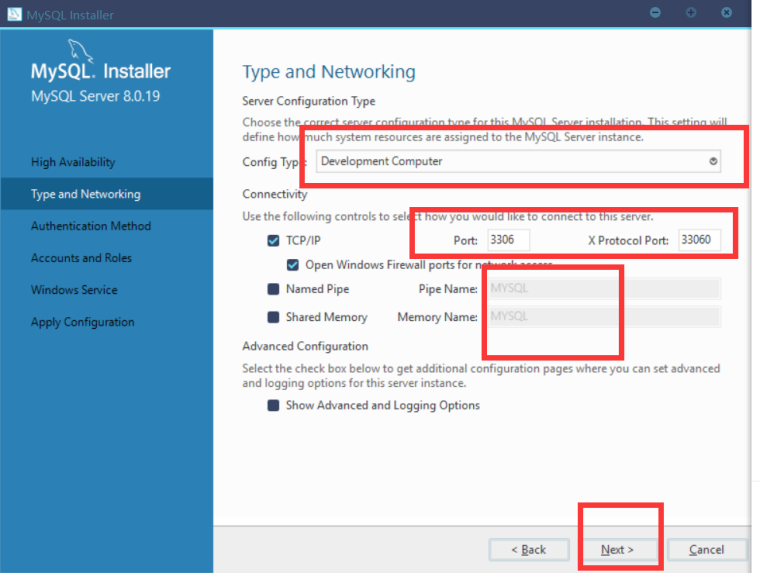 MySQL Installer
MySQL. Installer
MySQL Server 8.0.19
High Availability
Type and Networking
Authentication Method
Accounts and Roles
Windows Service
Apply Configuration
Type and Networking
Server Configuration Type
Choose the correct server configuration type for this MySQL Server installation. This setting will
define how much system resources are assigned to the MySQL Server instance.
Config Type: Development Computer
Connectivity
Use the following controls to select how you would like to connect to this server.
TCP/IP Port: 3306 X Protocol Port: 33060
Open Windows Firewall ports for network access
Named Pipe Pipe Name: MYSQL
Shared Memory Memory Name: MYSQL
Advanced Configuration
Select the check box below to get additional configuration pages where you can set advanced
and logging options for this server instance.
Show Advanced and Logging Options
< Back Next > Cancel